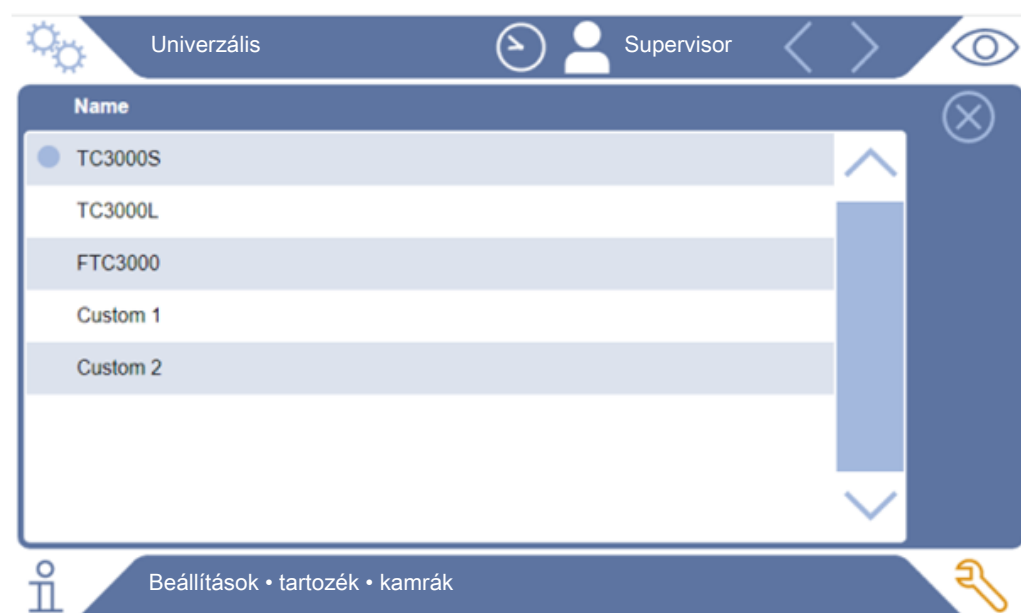 Univerzális Supervisor
Name
TC3000S
TC3000L
FTC3000
Custom 1
Custom 2
Beállítások • tartozék • kamrák